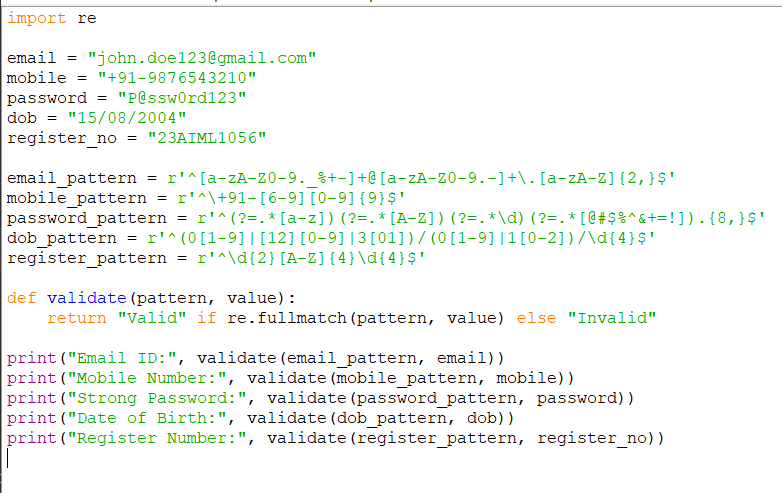 import re

email = "john.doe123@gmail.com"
mobile = "+91-9876543210"
password = "P@ssw0rd123"
dob = "15/08/2004"
register_no = "23AIML1056"

email_pattern = r'^[a-zA-Z0-9._%+-]+@[a-zA-Z0-9.-]+\.[a-zA-Z]{2,}$'
mobile_pattern = r'^\+91-[6-9][0-9]{9}$'
password_pattern = r'^(?=.*[a-z])(?=.*[A-Z])(?=.*\d)(?=.*[@#$%^&+=!]).{8,}$'
dob_pattern = r'^(0[1-9]|[12][0-9]|3[01])/(0[1-9]|1[0-2])/\d{4}$'
register_pattern = r'^\d{2}[A-Z]{4}\d{4}$'

def validate(pattern, value):
    return "Valid" if re.fullmatch(pattern, value) else "Invalid"

print("Email ID:", validate(email_pattern, email))
print("Mobile Number:", validate(mobile_pattern, mobile))
print("Strong Password:", validate(password_pattern, password))
print("Date of Birth:", validate(dob_pattern, dob))
print("Register Number:", validate(register_pattern, register_no))